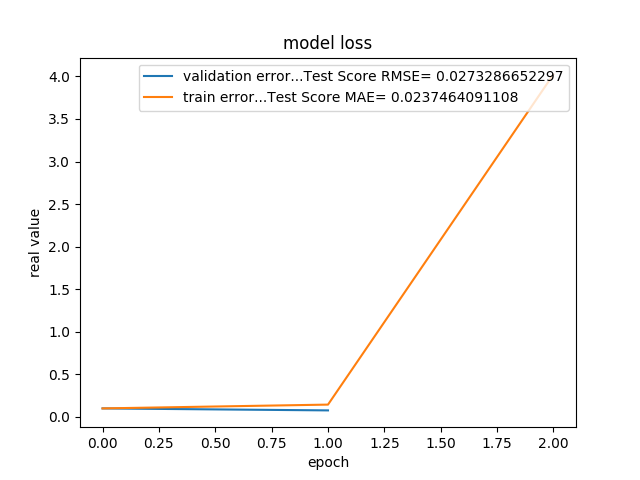 model loss
validation error...Test Score RMSE= 0.0273286652297
train error...Test Score MAE= 0.0237464091108
4.0
3.5
3.0
2.5
2.0
1.5
1.0
0.5
0.0
real value
0.00 0.25 0.50 0.75 1.00 1.25 1.50 1.75 2.00
epoch